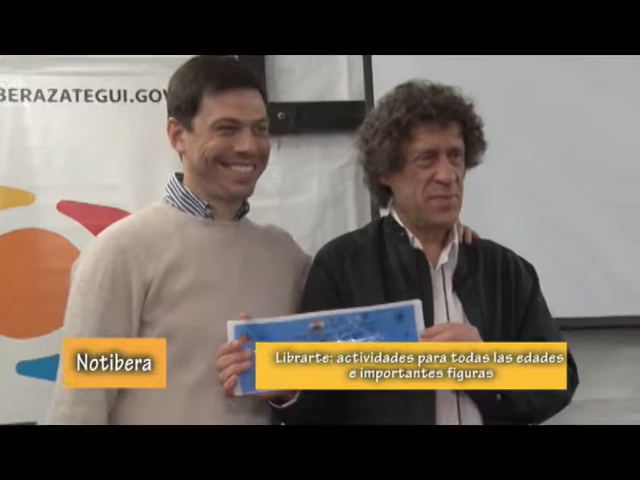 BERAZATEGUI.GOV
Notibera
Librarte: actividades para todas las edades
e importantes figuras